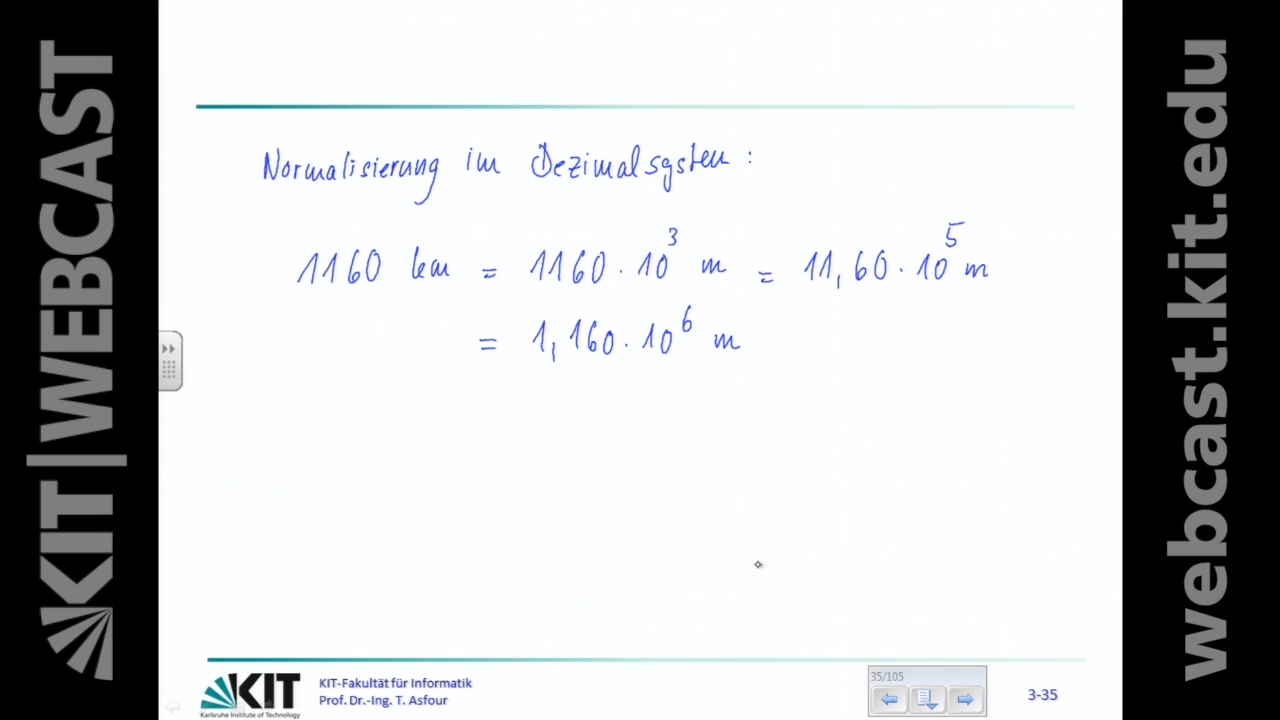 KIT|WEBCAST
Normalisierung im Dezimalsystem :
1160 km = 1160 · 10³ m = 11,60 · 10⁵ m
= 1,160 · 10⁶ m
KIT
Karlsruhe Institute of Technology
KIT-Fakultät für Informatik
Prof. Dr.-Ing. T. Asfour
35/105
3-35
webcast.kit.edu